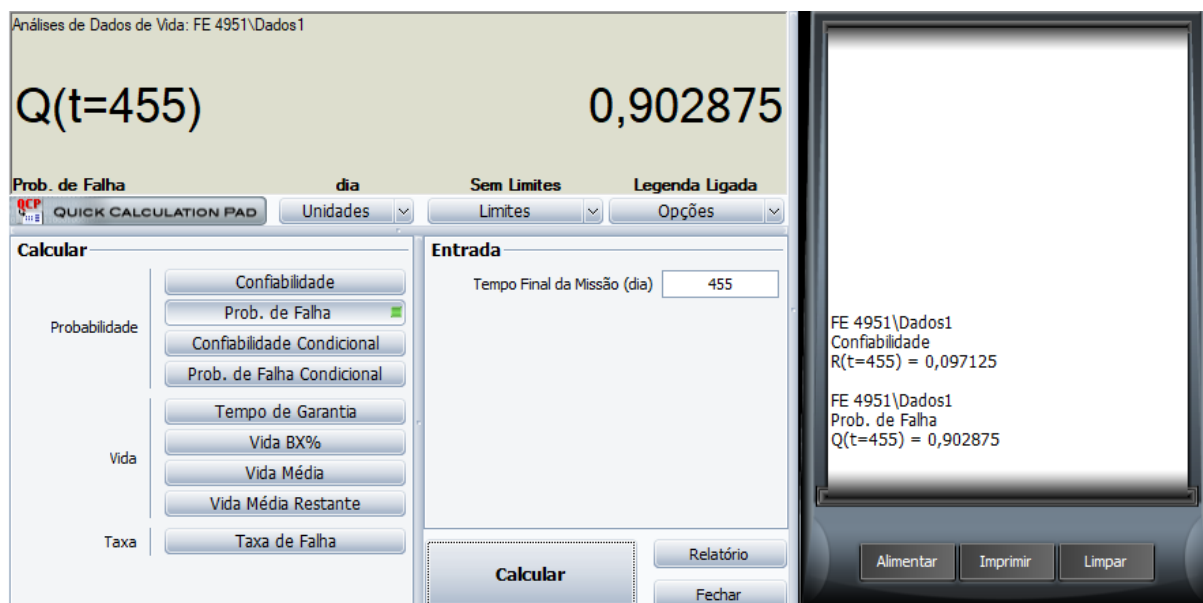 Análises de Dados de Vida: FE 4951\Dados1
Q(t=455) 0,902875
Prob. de Falha dia Sem Limites Legenda Ligada
QCP QUICK CALCULATION PAD Unidades Limites Opções
Calcular
Probabilidade
Confiabilidade
Prob. de Falha
Confiabilidade Condicional
Prob. de Falha Condicional
Vida
Tempo de Garantia
Vida BX%
Vida Média
Vida Média Restante
Taxa
Taxa de Falha
Entrada
Tempo Final da Missão (dia) 455
Calcular
Relatório
Fechar
FE 4951\Dados1
Confiabilidade
R(t=455) = 0,097125
FE 4951\Dados1
Prob. de Falha
Q(t=455) = 0,902875
Alimentar Imprimir Limpar